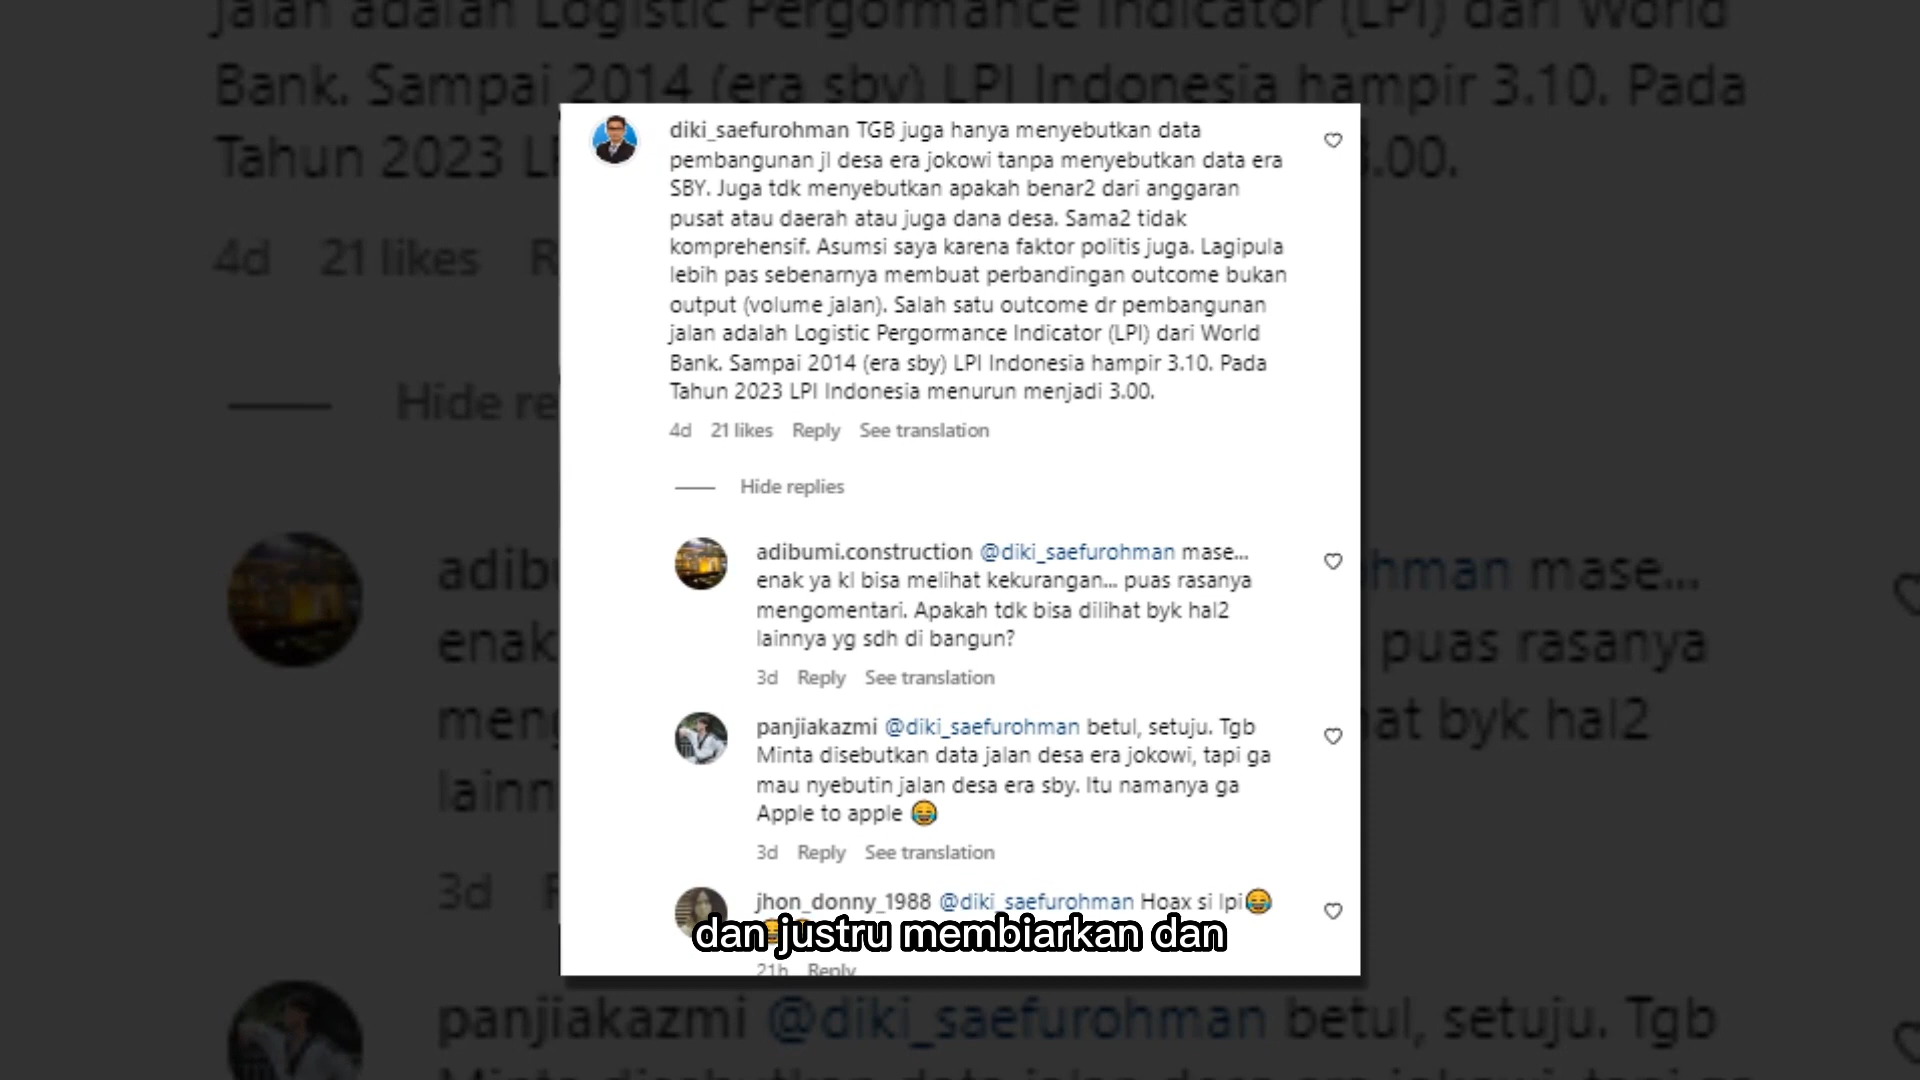 jalan adalah Logistic Pergormance Indicator (LPI) dari World
Bank. Sampai 2014 (era sby) LPI Indonesia hampir 3.10. Pada
Tahun 2023 LP
3.00.
4d 21 likes R
Hide re
adibu
hman mase...
enak
puas rasanya
meng
hat byk hal2
lainn
3d
panjiakazmi @diki_saefurohman betul, setuju. Tgb
diki_saefurohman TGB juga hanya menyebutkan data
pembangunan jl desa era jokowi tanpa menyebutkan data era
SBY. Juga tdk menyebutkan apakah benar2 dari anggaran
pusat atau daerah atau juga dana desa. Sama2 tidak
komprehensif. Asumsi saya karena faktor politis juga. Lagipula
lebih pas sebenarnya membuat perbandingan outcome bukan
output (volume jalan). Salah satu outcome dr pembangunan
jalan adalah Logistic Pergormance Indicator (LPI) dari World
Bank. Sampai 2014 (era sby) LPI Indonesia hampir 3.10. Pada
Tahun 2023 LPI Indonesia menurun menjadi 3.00.
4d 21 likes Reply See translation
Hide replies
adibumi.construction @diki_saefurohman mase...
enak ya kl bisa melihat kekurangan... puas rasanya
mengomentari. Apakah tdk bisa dilihat byk hal2
lainnya yg sdh di bangun?
3d Reply See translation
panjiakazmi @diki_saefurohman betul, setuju. Tgb
Minta disebutkan data jalan desa era jokowi, tapi ga
mau nyebutin jalan desa era sby. Itu namanya ga
Apple to apple 😂
3d Reply See translation
jhon_donny_1988 @diki_saefurohman Hoax si lpi😂
dan justru membiarkan dan
21h Reply